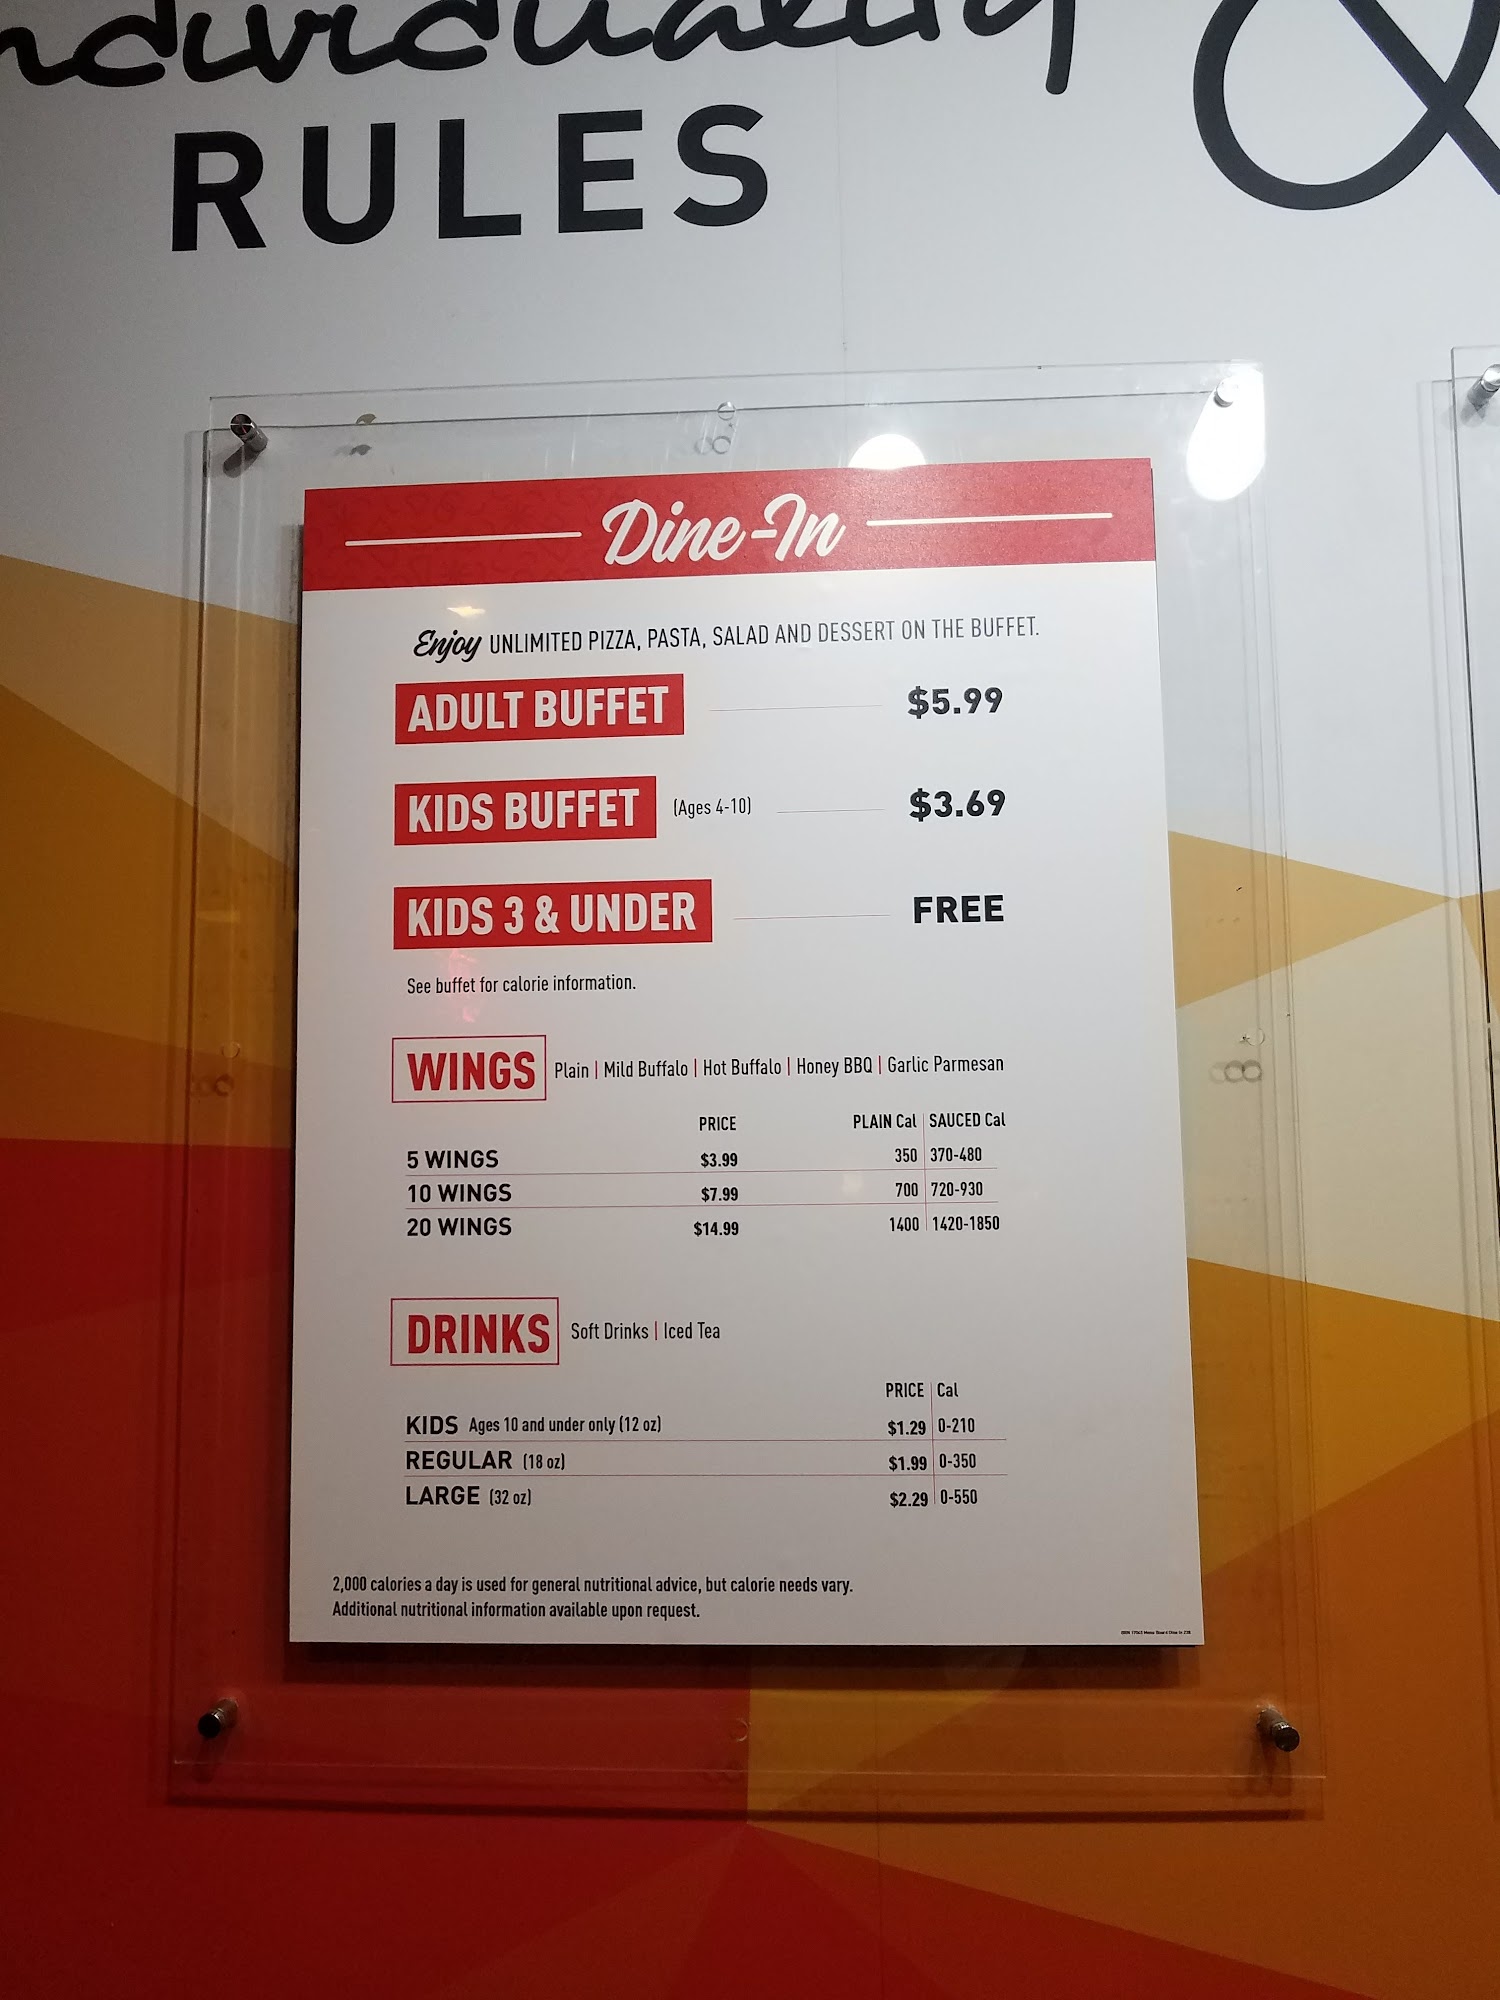 individuality &
RULES
Dine-In
Enjoy UNLIMITED PIZZA, PASTA, SALAD AND DESSERT ON THE BUFFET.
ADULT BUFFET $5.99
KIDS BUFFET (Ages 4-10) $3.69
KIDS 3 & UNDER FREE
See buffet for calorie information.
WINGS Plain | Mild Buffalo | Hot Buffalo | Honey BBQ | Garlic Parmesan
PRICE PLAIN Cal | SAUCED Cal
5 WINGS $3.99 350 | 370-480
10 WINGS $7.99 700 | 720-930
20 WINGS $14.99 1400 | 1420-1850
DRINKS Soft Drinks | Iced Tea
PRICE | Cal
KIDS Ages 10 and under only (12 oz) $1.29 | 0-210
REGULAR (18 oz) $1.99 | 0-350
LARGE (32 oz) $2.29 | 0-550
2,000 calories a day is used for general nutritional advice, but calorie needs vary.
Additional nutritional information available upon request.